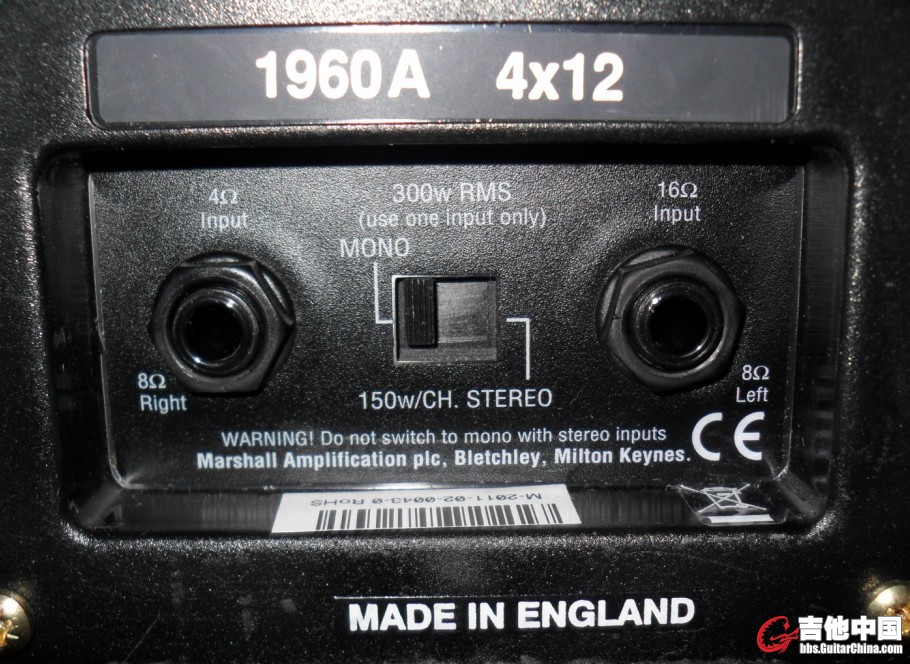 1960A 4x12
4Ω Input
300w RMS
(use one input only)
16Ω Input
MONO
8Ω Right
8Ω Left
150w/CH. STEREO
WARNING! Do not switch to mono with stereo inputs
Marshall Amplification plc, Bletchley, Milton Keynes.
CE
M-2011-02-0043-0 RoHS
MADE IN ENGLAND
吉他中国
bbs.GuitarChina.com